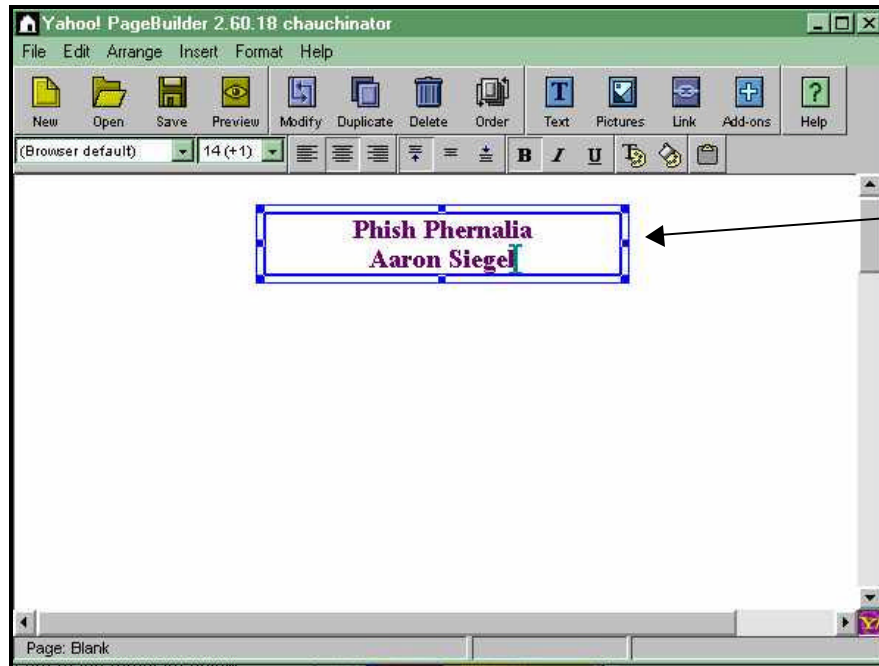 Yahoo! PageBuilder 2.60.18 chauchinator
File Edit Arrange Insert Format Help
New Open Save Preview Modify Duplicate Delete Order Text Pictures Link Add-ons Help
(Browser default) 14 (+1) B I U
Phish Phernalia
Aaron Siegel
Page: Blank